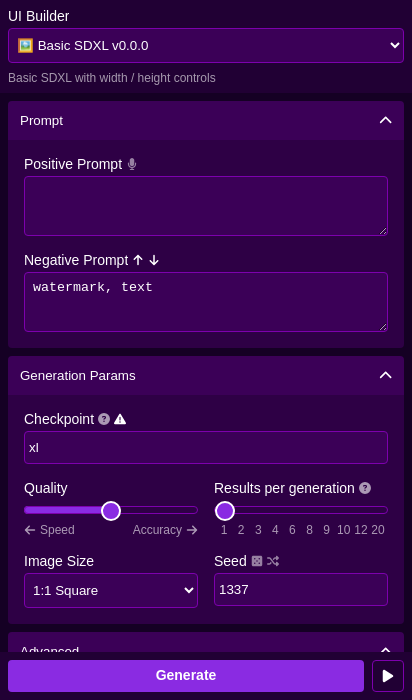 UI Builder
🖼️ Basic SDXL v0.0.0
Basic SDXL with width / height controls
Prompt
Positive Prompt
Negative Prompt ↑ ↓
watermark, text
Generation Params
Checkpoint
xl
Quality
← Speed Accuracy →
Results per generation
1 2 3 4 6 8 9 10 12 20
Image Size
1:1 Square
Seed
1337
Advanced
Generate